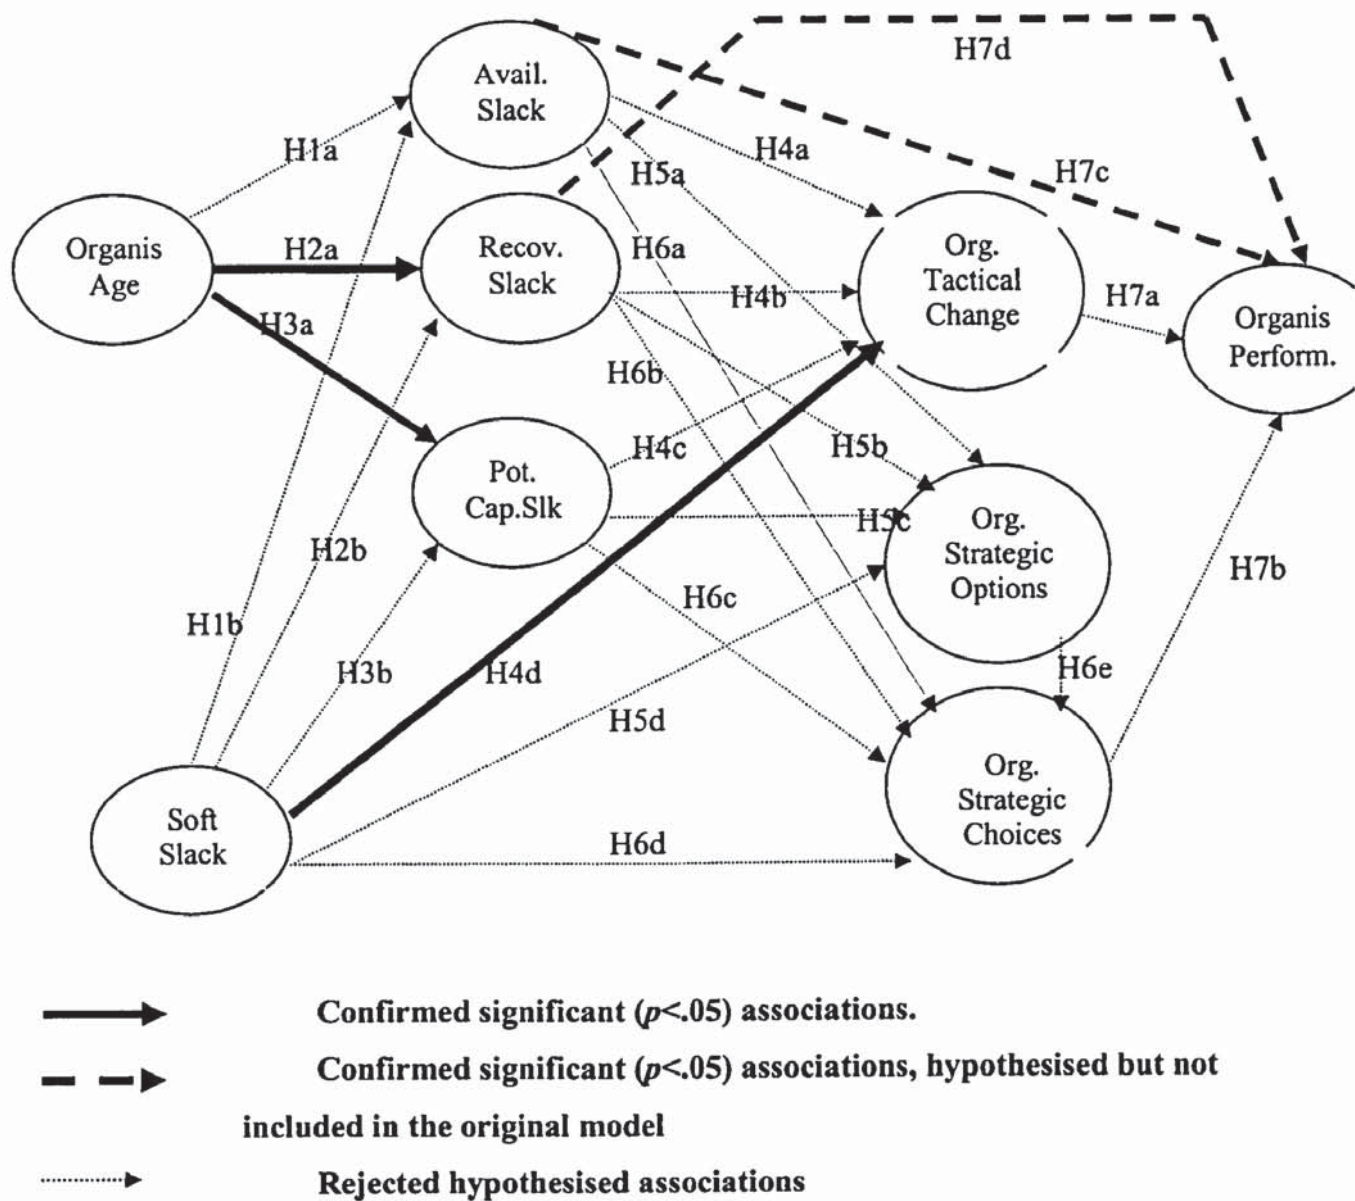 H7d
Avail.
Slack
H1a
H4a
H5a
H7c
Organis
Age
H2a
Recov.
Slack
H6a
H4b
Org.
Tactical
Change
H7a
Organis
Perform.
H3a
H6b
Pot.
Cap.Slk
H4c
H5b
H5c
Org.
Strategic
Options
H2b
H7b
H1b
H6c
H3b
H4d
H6e
H5d
Soft
Slack
H6d
Org.
Strategic
Choices
Confirmed significant (p<.05) associations.
Confirmed significant (p<.05) associations, hypothesised but not
included in the original model
Rejected hypothesised associations